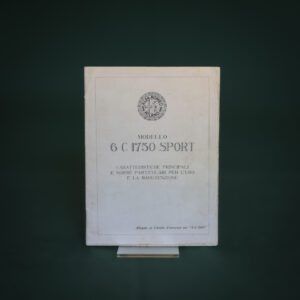 MODELLO
6 C 1750 SPORT
CARATTERISTICHE PRINCIPALI
E NORME PARTICOLARI PER L'USO
E LA MANUTENZIONE